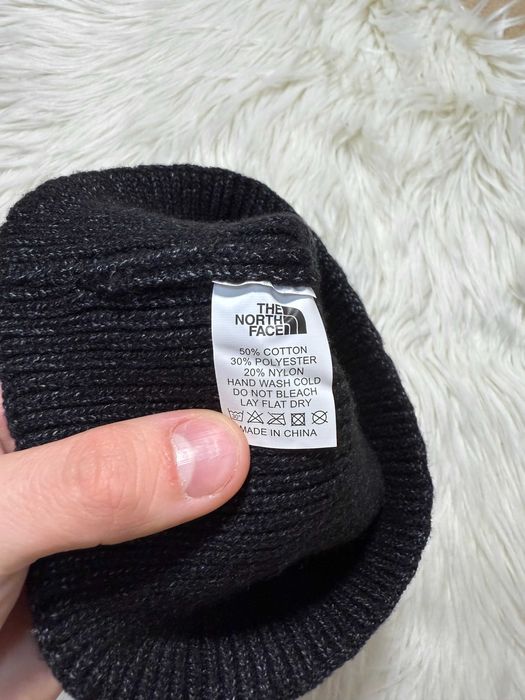 THE
NORTH
FACE
50% COTTON
30% POLYESTER
20% NYLON
HAND WASH COLD
DO NOT BLEACH
LAY FLAT DRY
MADE IN CHINA